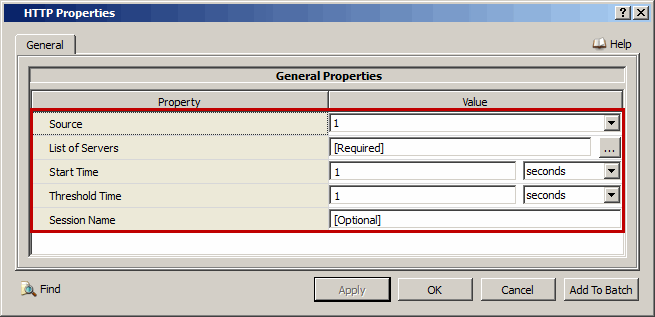 HTTP Properties
General
Help
General Properties
Property Value
Source 1
List of Servers [Required] ...
Start Time 1 seconds
Threshold Time 1 seconds
Session Name [Optional]
Find Apply OK Cancel Add To Batch